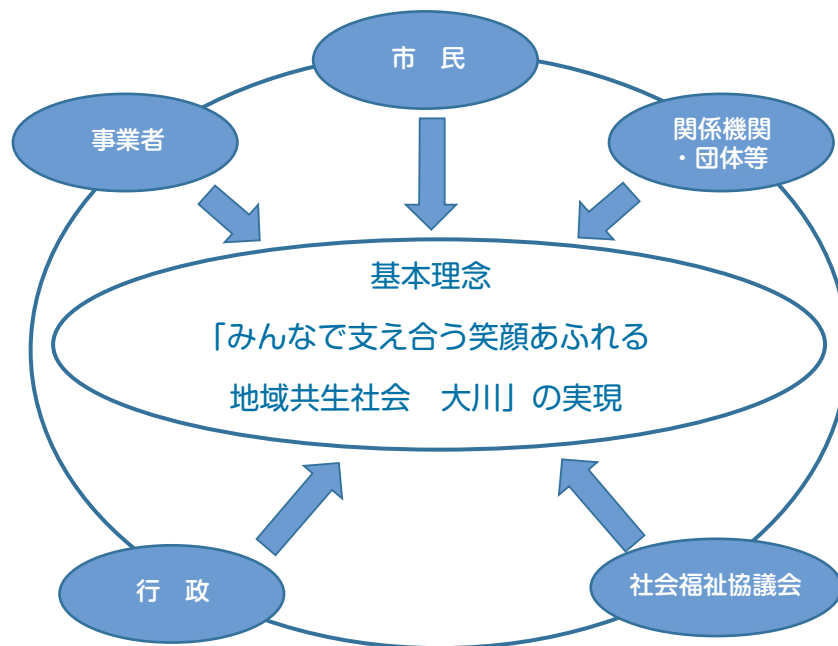 市　民
事業者
関係機関
・団体等
基本理念
「みんなで支え合う笑顔あふれる
地域共生社会　大川」の実現
行　政
社会福祉協議会